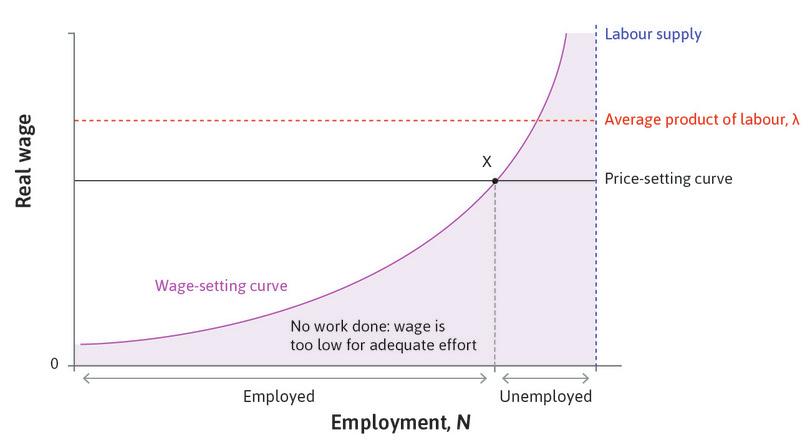 Labour supply
Average product of labour, λ
X
Price-setting curve
Real wage
Wage-setting curve
No work done: wage is
too low for adequate effort
0
Employed
Unemployed
Employment, N